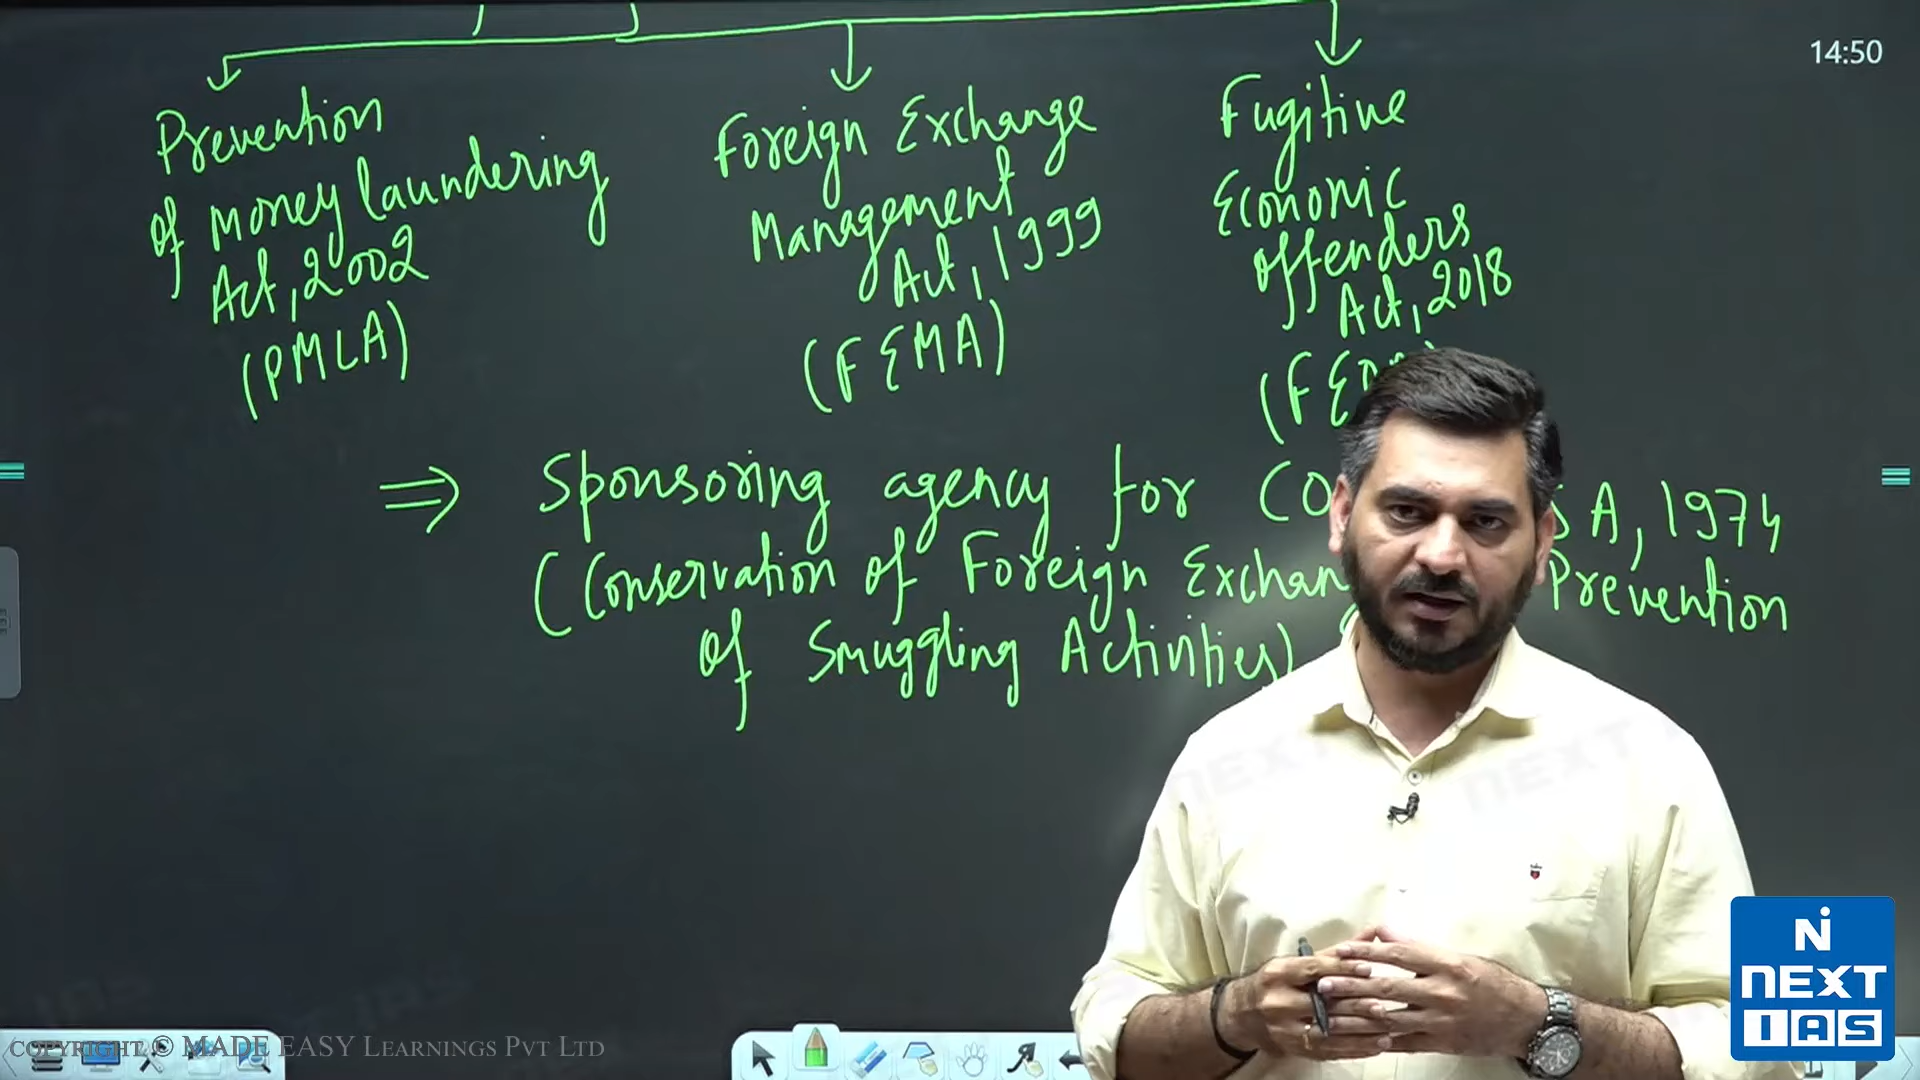 14:50
Prevention
of Money laundering
Act, 2002
(PMLA)
Foreign Exchange
Management
Act, 1999
(FEMA)
Fugitive
Economic
offenders
Act, 2018
Sponsoring agency for A, 1974
(Conservation of Foreign Prevention
of Smuggling Activities)
NEXT
IAS
COPYRIGHT © MADE EASY LEARNINGS PVT LTD